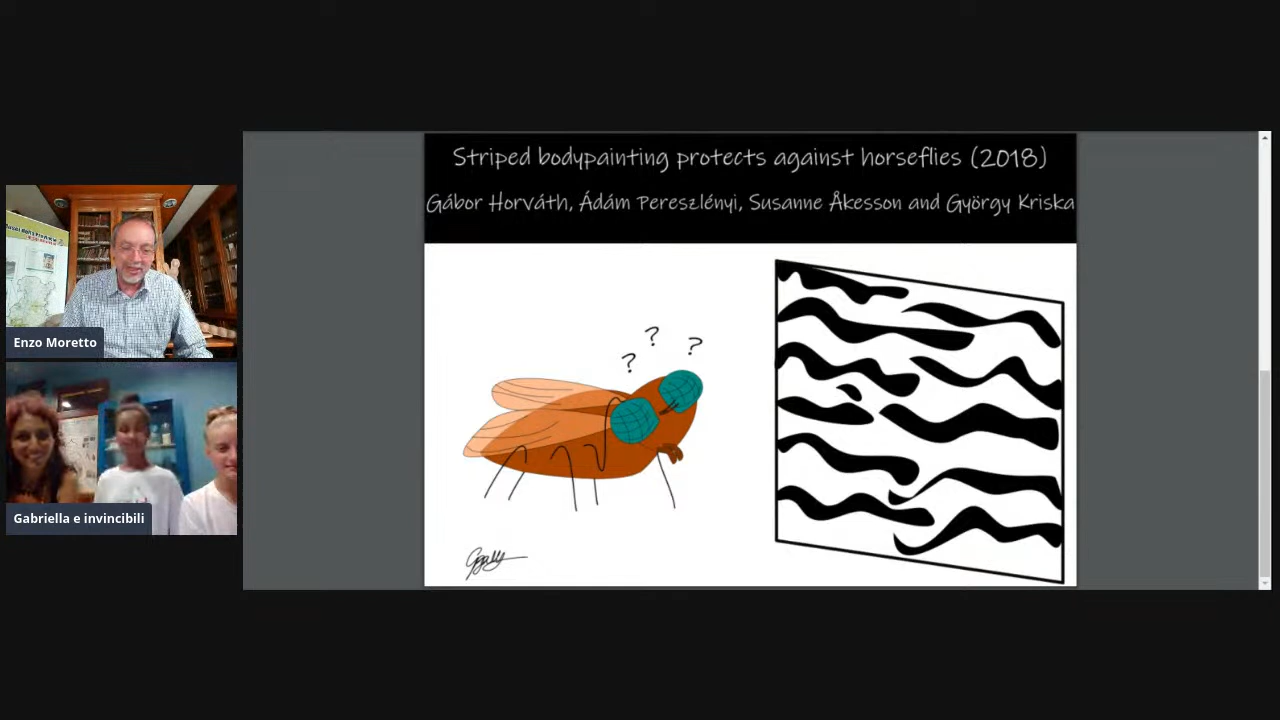 Striped bodypainting protects against horseflies (2018)
Gábor Horváth, Ádám Pereszlényi, Susanne Åkesson and György Kriska
? ? ?
Enzo Moretto
Gabriella e invincibili